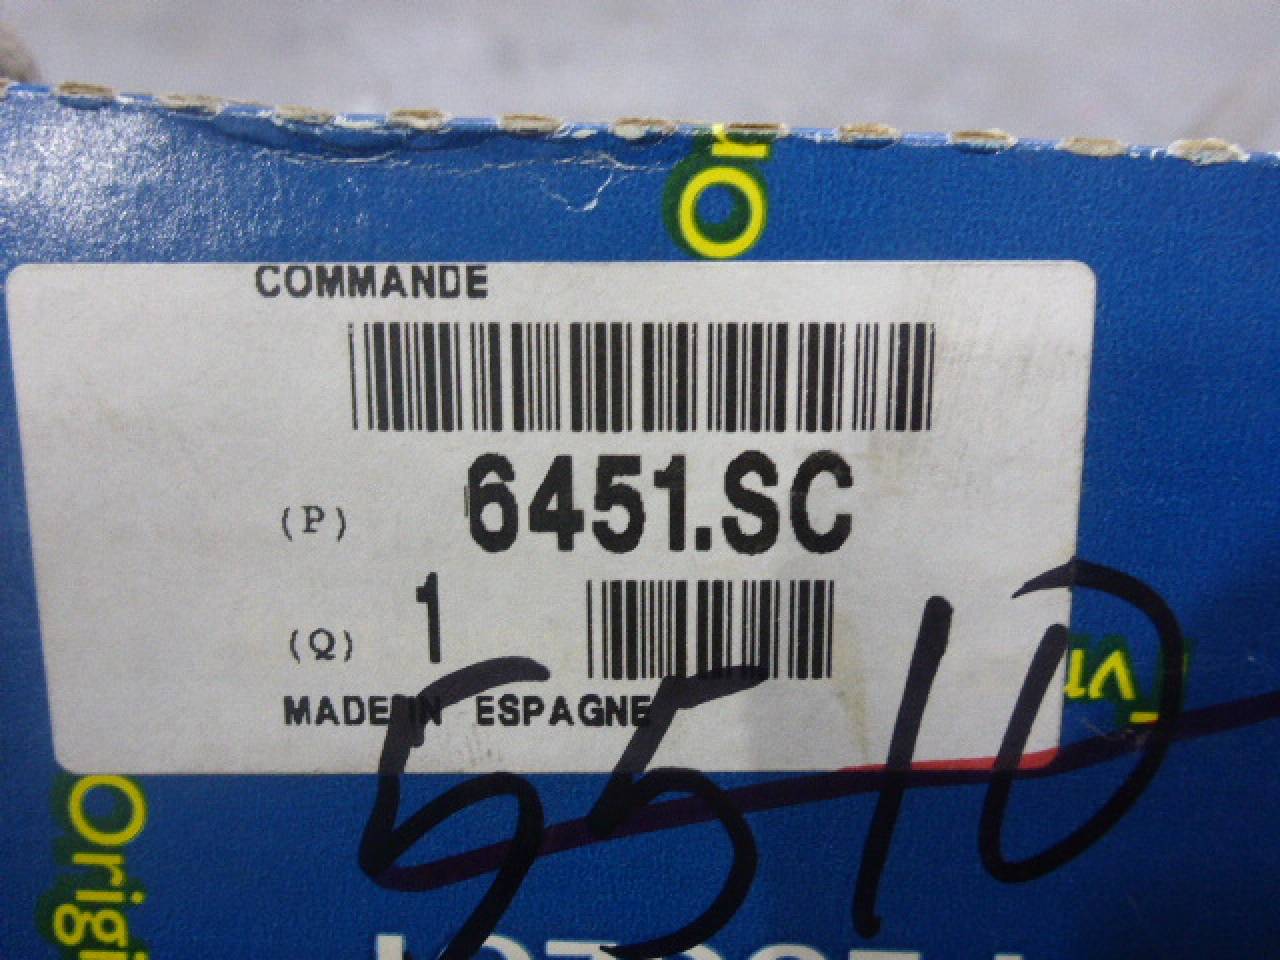 COMMANDE
(P) 6451.SC
(Q) 1
MADE IN ESPAGNE
5510
Origi